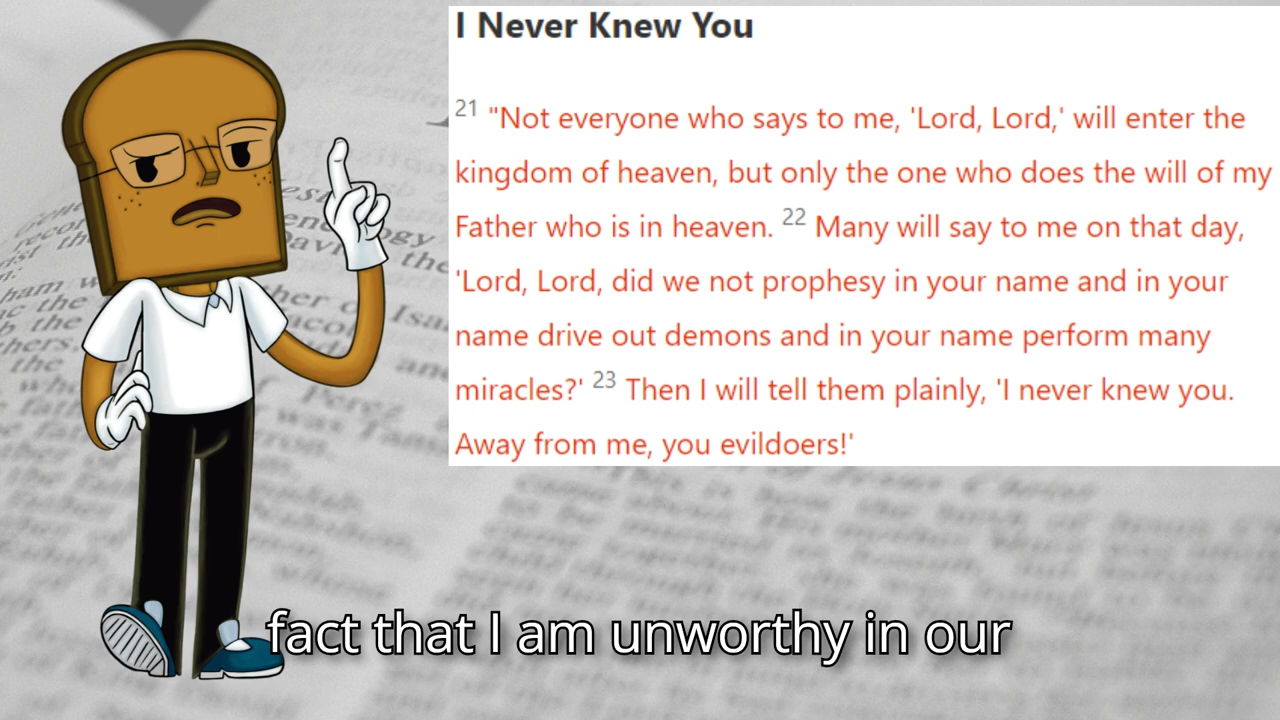 I Never Knew You
21 "Not everyone who says to me, 'Lord, Lord,' will enter the
kingdom of heaven, but only the one who does the will of my
Father who is in heaven. 22 Many will say to me on that day,
'Lord, Lord, did we not prophesy in your name and in your
name drive out demons and in your name perform many
miracles?' 23 Then I will tell them plainly, 'I never knew you.
Away from me, you evildoers!'
fact that I am unworthy in our